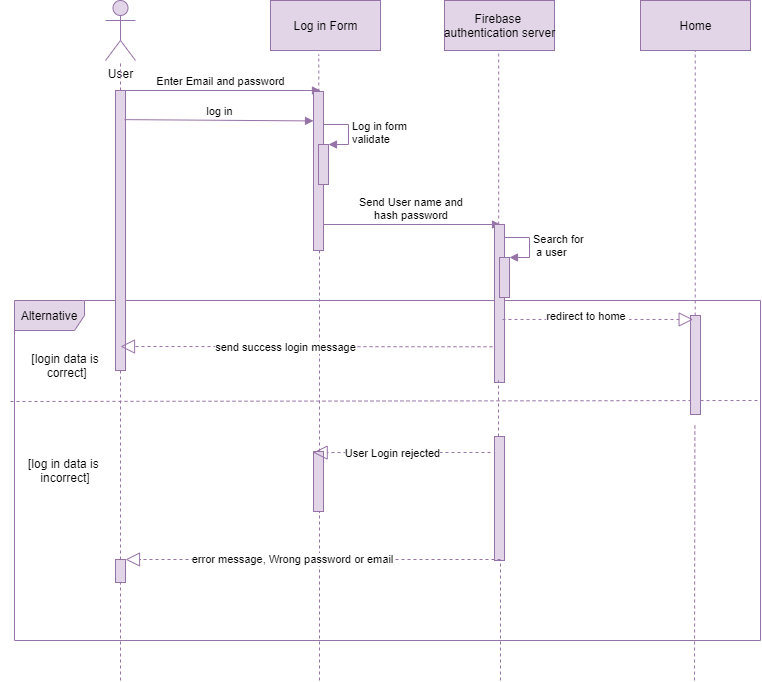 User
Log in Form
Firebase
authentication server
Home
Enter Email and password
log in
Log in form
validate
Send User name and
hash password
Search for
a user
Alternative
redirect to home
send success login message
[login data is
correct]
User Login rejected
[log in data is
incorrect]
error message, Wrong password or email